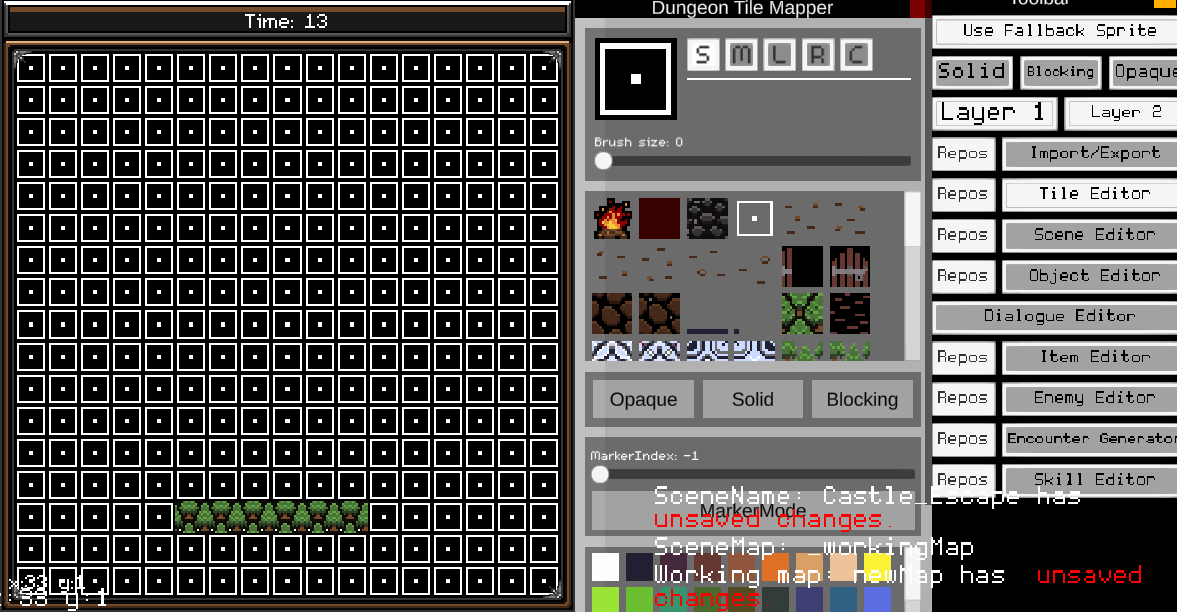 Time: 13
Dungeon Tile Mapper
S M L R C
Brush size: 0
Opaque Solid Blocking
MarkerIndex: -1
MarkerMode
Toolbar
Use Fallback Sprite
Solid Blocking Opaque
Layer 1 Layer 2
Repos Import/Export
Repos Tile Editor
Repos Scene Editor
Repos Object Editor
Dialogue Editor
Repos Item Editor
Repos Enemy Editor
Repos Encounter Generator
Repos Skill Editor
SceneName: Castle_Escape has
unsaved changes.
SceneMap: _workingMap
Working map: newMap has unsaved
changes
x:33 y:1